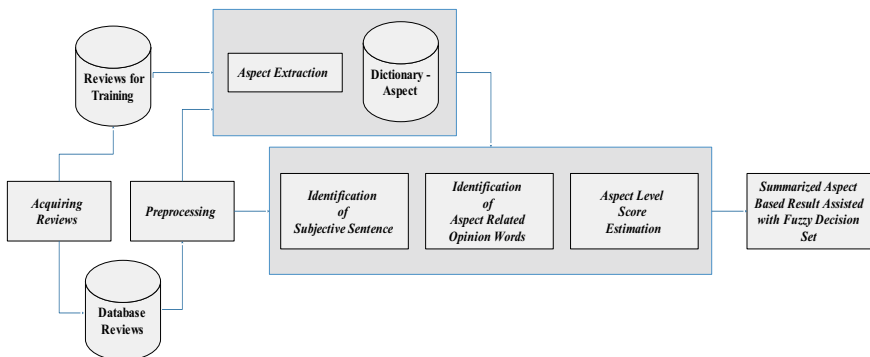 Reviews for
Training
Aspect Extraction
Dictionary -
Aspect
Acquiring
Reviews
Preprocessing
Identification
of
Subjective Sentence
Identification
of
Aspect Related
Opinion Words
Aspect Level
Score
Estimation
Summarized Aspect
Based Result Assisted
with Fuzzy Decision
Set
Database
Reviews